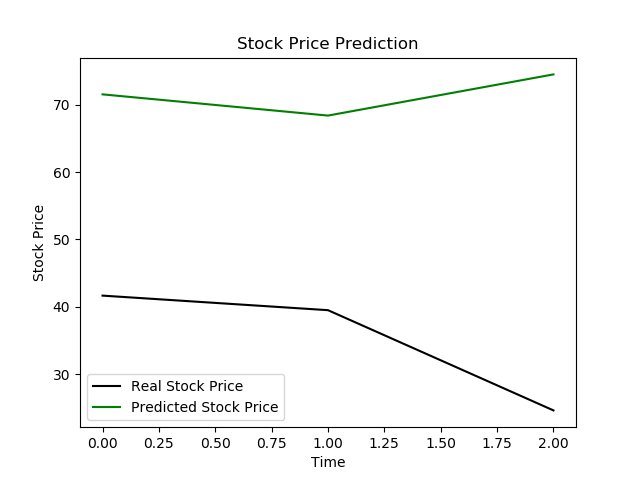 Stock Price Prediction
Stock Price
70
60
50
40
30
Real Stock Price
Predicted Stock Price
0.00 0.25 0.50 0.75 1.00 1.25 1.50 1.75 2.00
Time